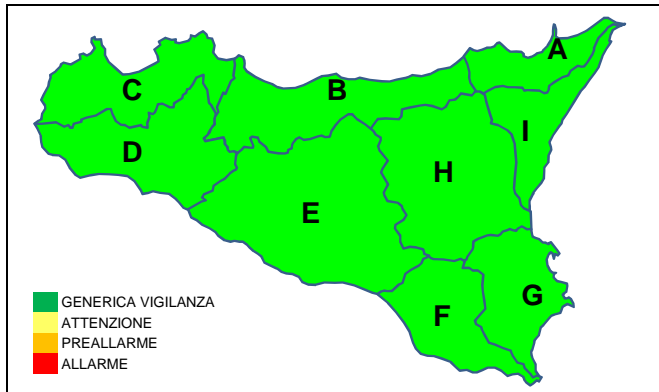 A
C
B
I
D
H
E
G
F
GENERICA VIGILANZA
ATTENZIONE
PREALLARME
ALLARME